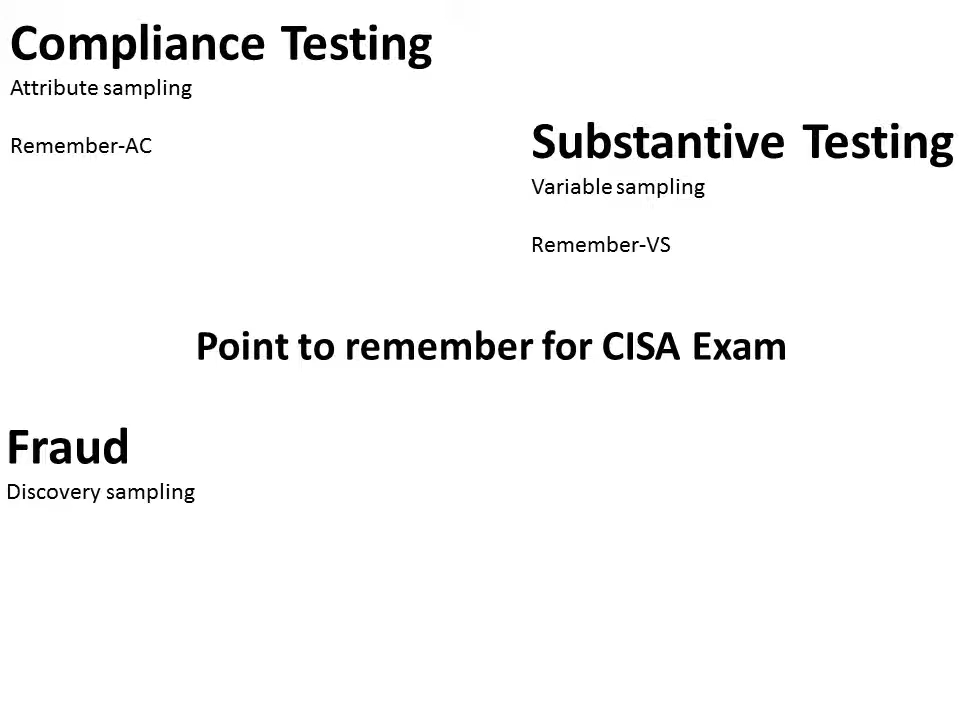 Compliance Testing
Attribute sampling
Remember-AC
Substantive Testing
Variable sampling
Remember-VS
Point to remember for CISA Exam
Fraud
Discovery sampling